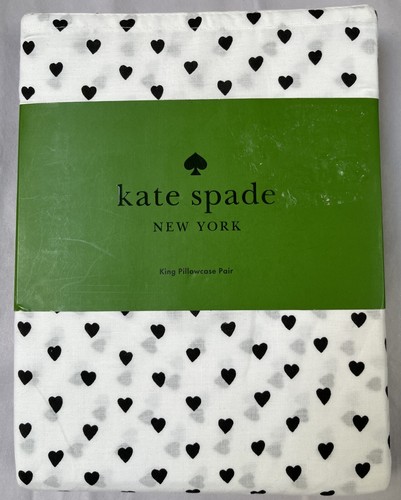 kate spade
NEW YORK
King Pillowcase Pair